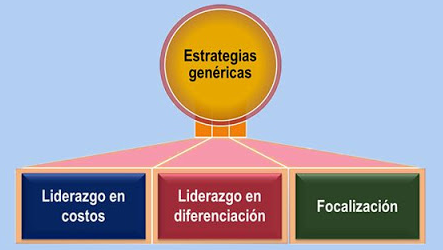 Estrategias
genéricas
Liderazgo en
costos
Liderazgo en
diferenciación
Focalización